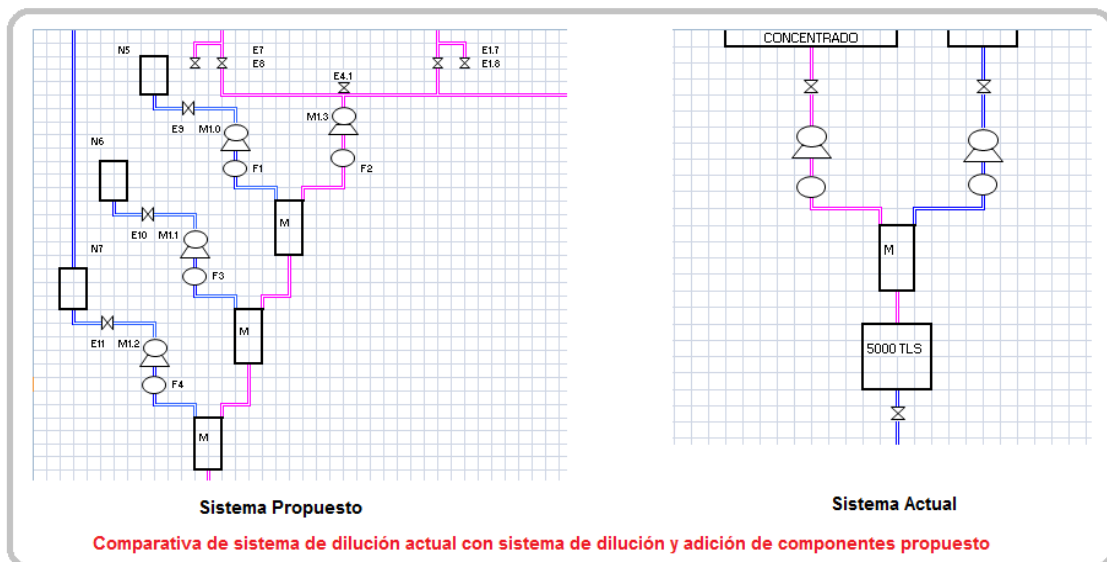 N5
E7
E8
E1.7
E1.8
E4.1
E9
M1.0
M1.3
F1
F2
N6
M
E10
M1.1
F3
N7
M
E11
M1.2
F4
M
CONCENTRADO
M
5000 TLS
Sistema Propuesto
Sistema Actual
Comparativa de sistema de dilución actual con sistema de dilución y adición de componentes propuesto